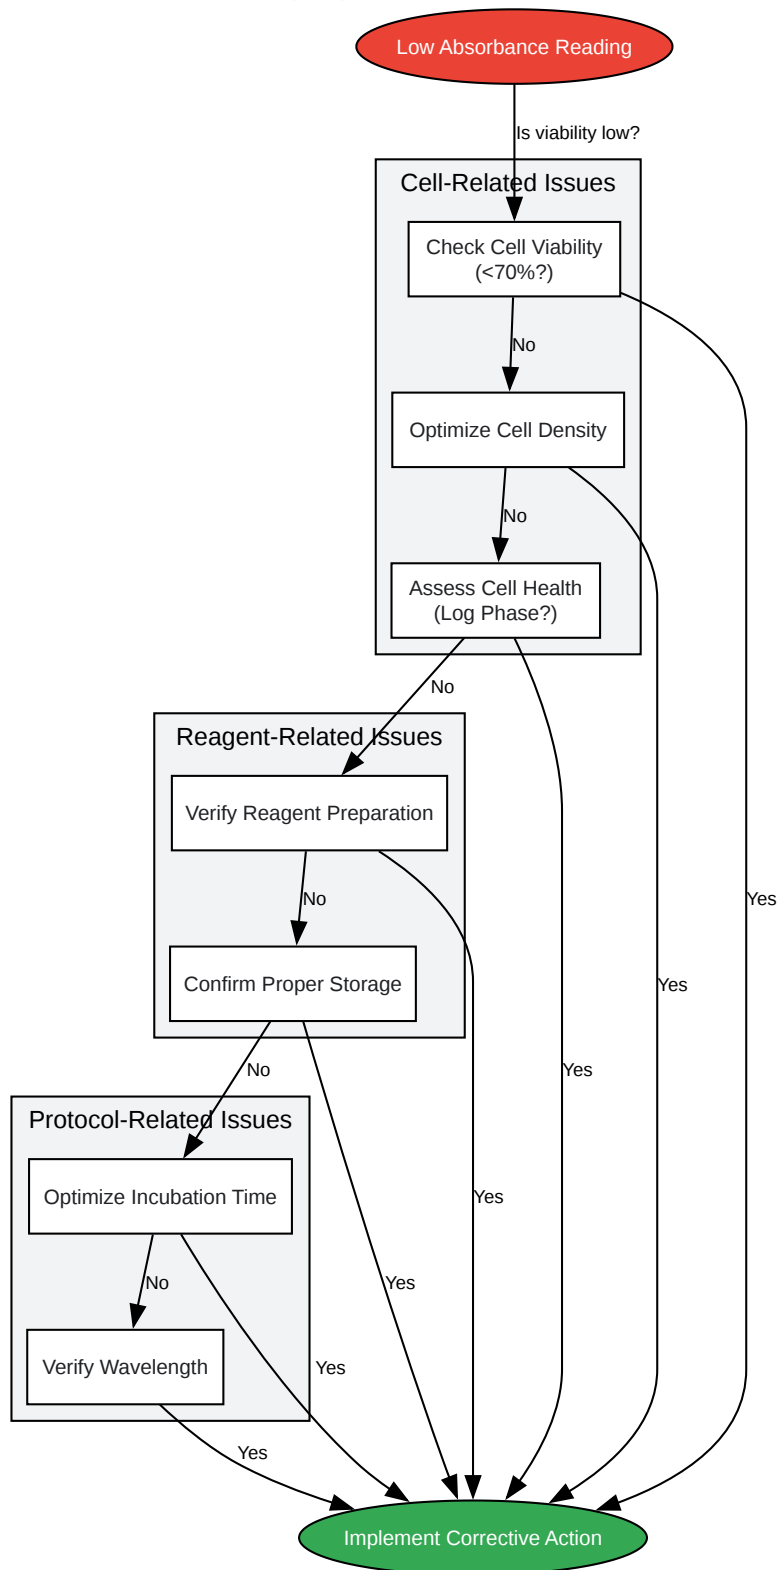 Low Absorbance Reading
Is viability low?
Cell-Related Issues
Check Cell Viability
(<70%?)
No
Optimize Cell Density
No
Assess Cell Health
(Log Phase?)
No
Reagent-Related Issues
Verify Reagent Preparation
No
Yes
Confirm Proper Storage
Yes
No
Yes
Protocol-Related Issues
Optimize Incubation Time
Yes
No
Yes
Verify Wavelength
Yes
Yes
Implement Corrective Action